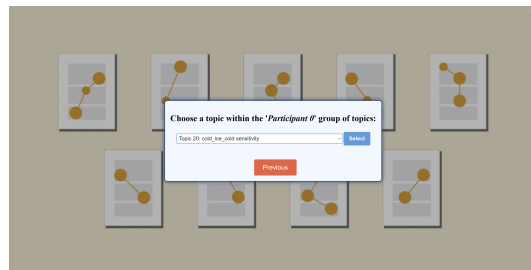 Choose a topic within the 'Participant 0' group of topics:
Topic 20: cold_ice_cold sensitivity
Select
Previous